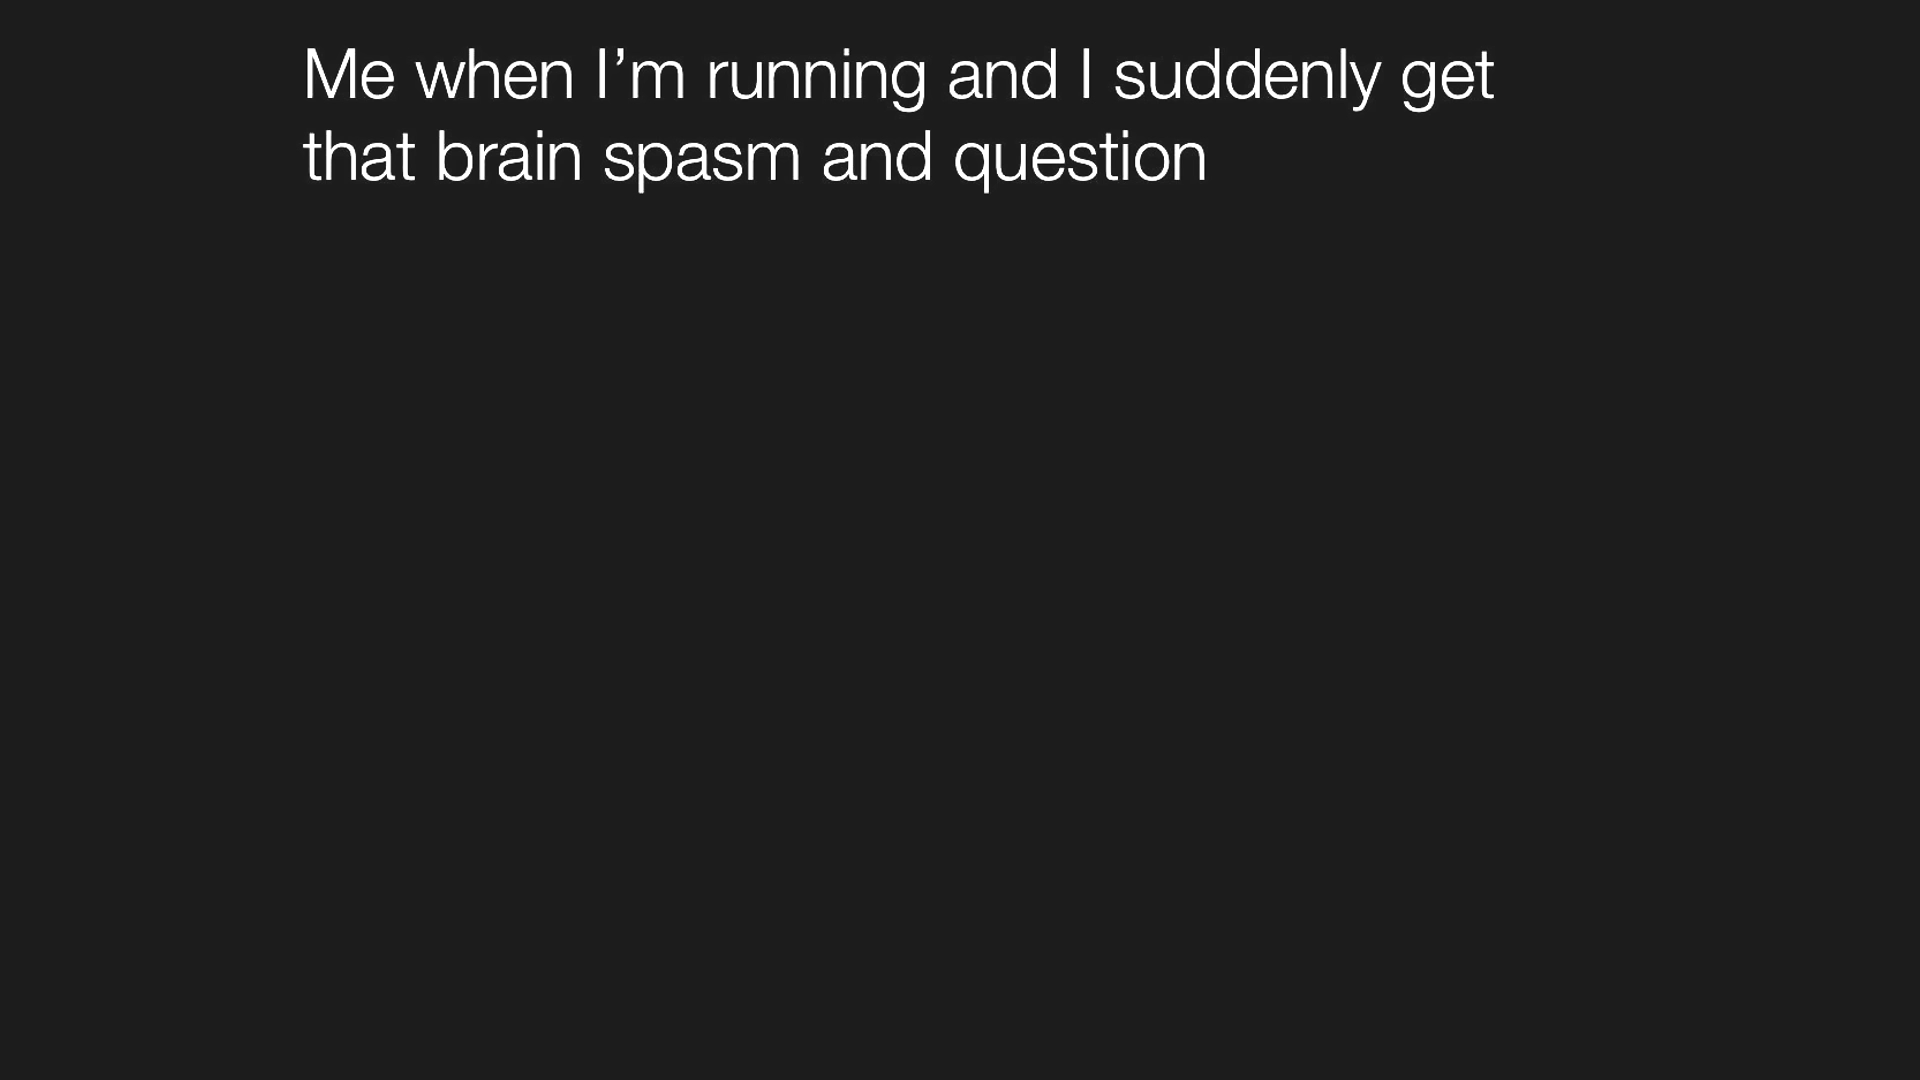 Me when I’m running and I suddenly get
that brain spasm and question